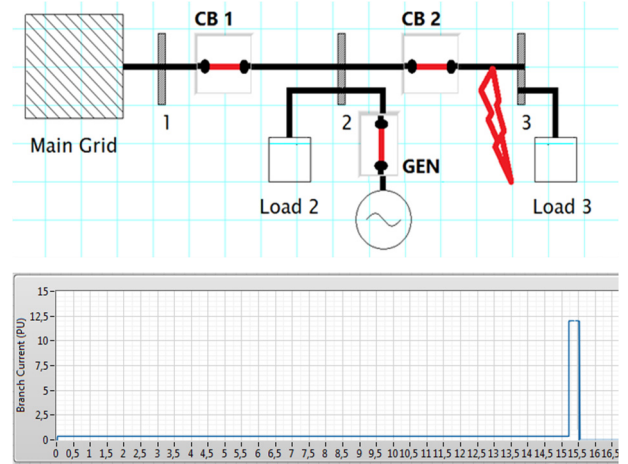 CB 1
CB 2
1
2
3
Main Grid
GEN
Load 2
Load 3
Branch Current (PU)
15
12,5
10
7,5
5
2,5
0
0 0,5 1 1,5 2 2,5 3 3,5 4 4,5 5 5,5 6 6,5 7 7,5 8 8,5 9 9,5 10 10,5 11 11,5 12 12,5 13 13,5 14 14,5 15 15,5 16 16,5